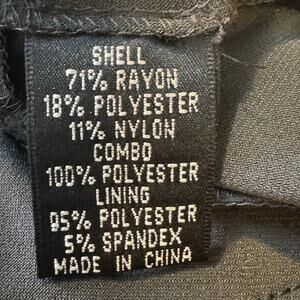 SHELL
71% RAYON
18% POLYESTER
11% NYLON
COMBO
100% POLYESTER
LINING
95% POLYESTER
5% SPANDEX
MADE IN CHINA